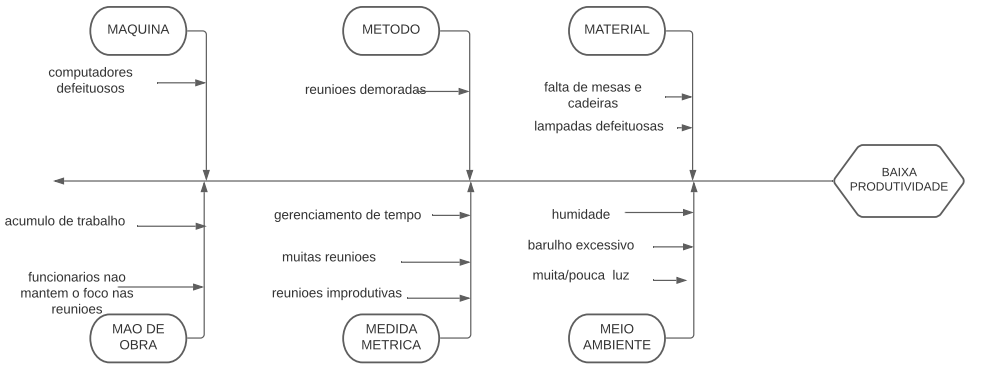 MAQUINA
METODO
MATERIAL
computadores
defeituosos
reunioes demoradas
falta de mesas e
cadeiras
lampadas defeituosas
BAIXA
PRODUTIVIDADE
acumulo de trabalho
funcionarios nao
mantem o foco nas
reunioes
gerenciamento de tempo
muitas reunioes
reunioes improdutivas
humidade
barulho excessivo
muita/pouca luz
MAO DE
OBRA
MEDIDA
METRICA
MEIO
AMBIENTE